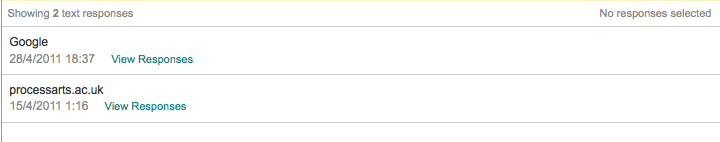 Showing 2 text responses No responses selected
Google
28/4/2011 18:37 View Responses
processarts.ac.uk
15/4/2011 1:16 View Responses